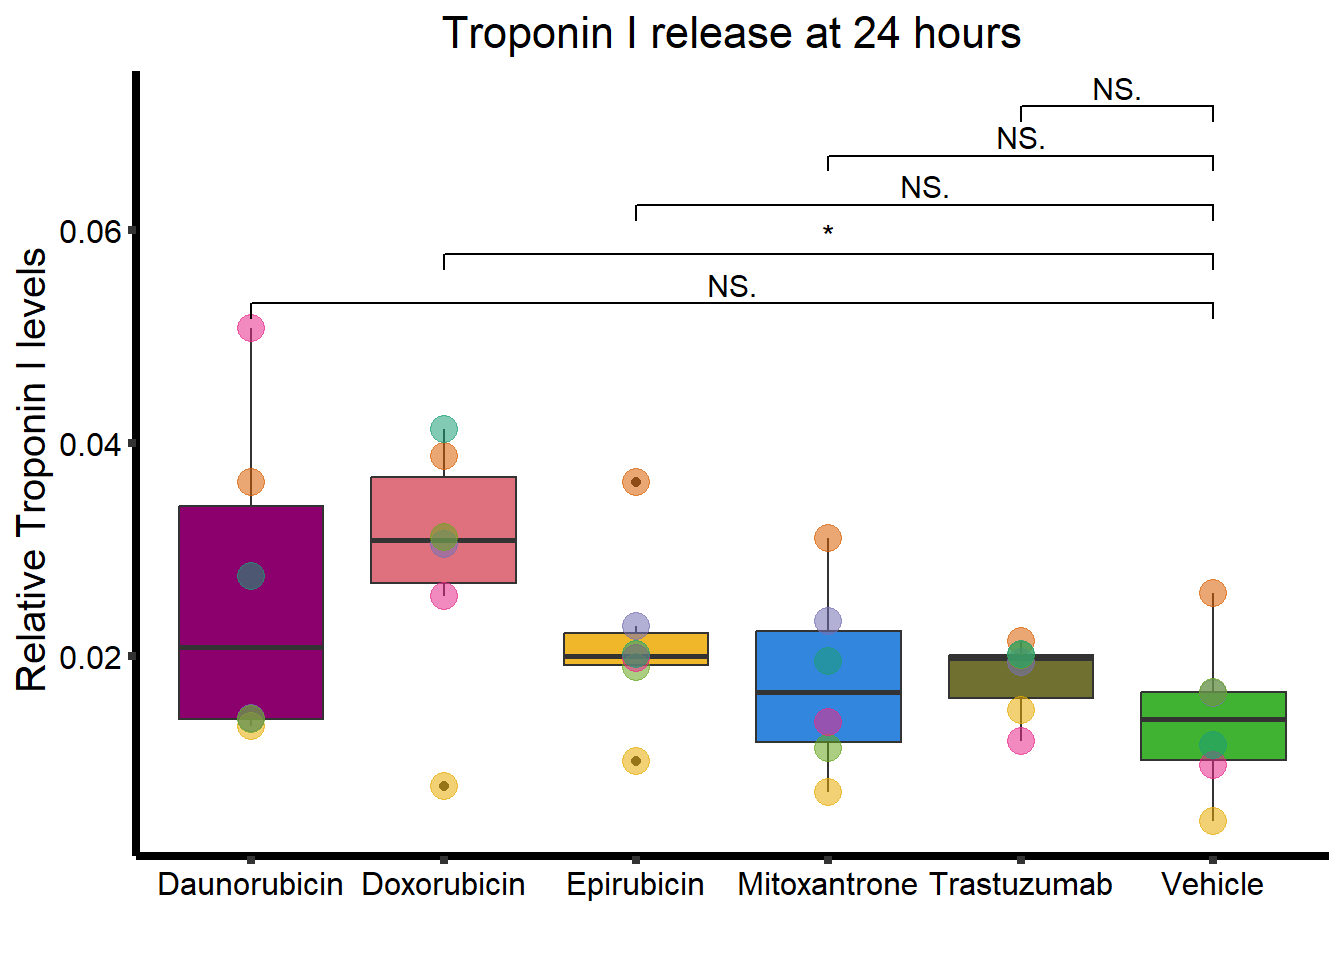 Troponin I release at 24 hours
NS.
NS.
NS.
*
NS.
Relative Troponin I levels
0.06
0.04
0.02
Daunorubicin Doxorubicin Epirubicin Mitoxantrone Trastuzumab Vehicle